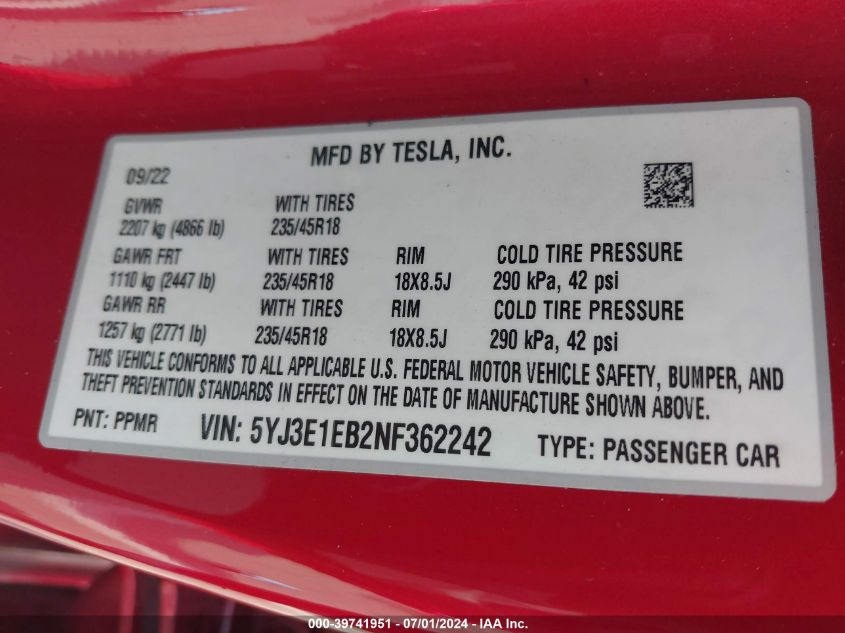 MFD BY TESLA, INC.
09/22
GVWR WITH TIRES
2207 kg (4866 lb) 235/45R18
GAWR FRT WITH TIRES RIM COLD TIRE PRESSURE
1110 kg (2447 lb) 235/45R18 18X8.5J 290 kPa, 42 psi
GAWR RR WITH TIRES RIM COLD TIRE PRESSURE
1257 kg (2771 lb) 235/45R18 18X8.5J 290 kPa, 42 psi
THIS VEHICLE CONFORMS TO ALL APPLICABLE U.S. FEDERAL MOTOR VEHICLE SAFETY, BUMPER, AND
THEFT PREVENTION STANDARDS IN EFFECT ON THE DATE OF MANUFACTURE SHOWN ABOVE.
PNT: PPMR VIN: 5YJ3E1EB2NF362242 TYPE: PASSENGER CAR
000-39741951 - 07/01/2024 - IAA Inc.